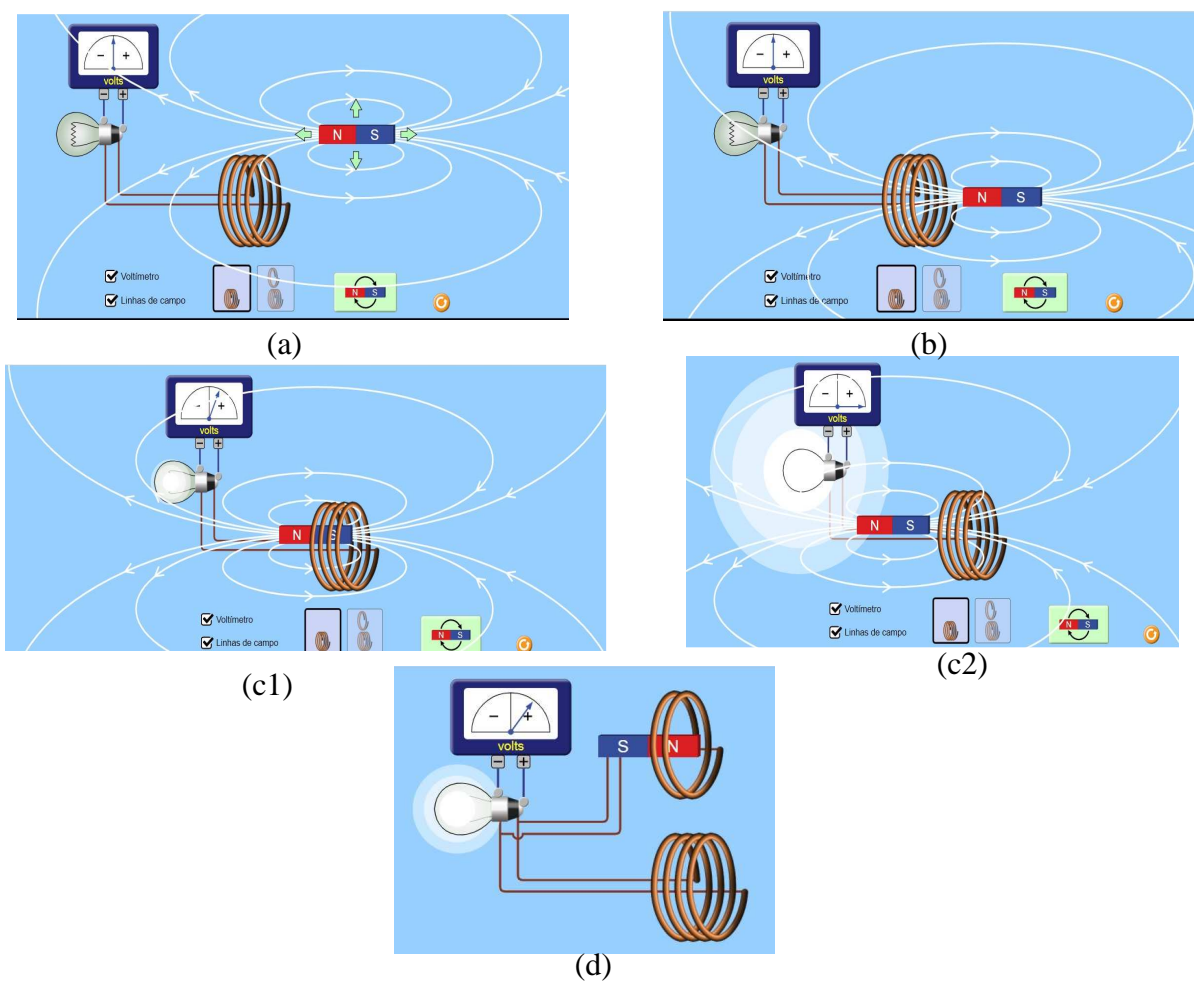 - +
volts
- +
N S
Voltímetro
Linhas de campo
N S
(a)
- +
volts
- +
N S
Voltímetro
Linhas de campo
N S
(b)
- +
volts
- +
N S
Voltímetro
Linhas de campo
N S
(c1)
- +
volts
- +
N S
Voltímetro
Linhas de campo
N S
(c2)
- +
volts
- +
S N
(d)